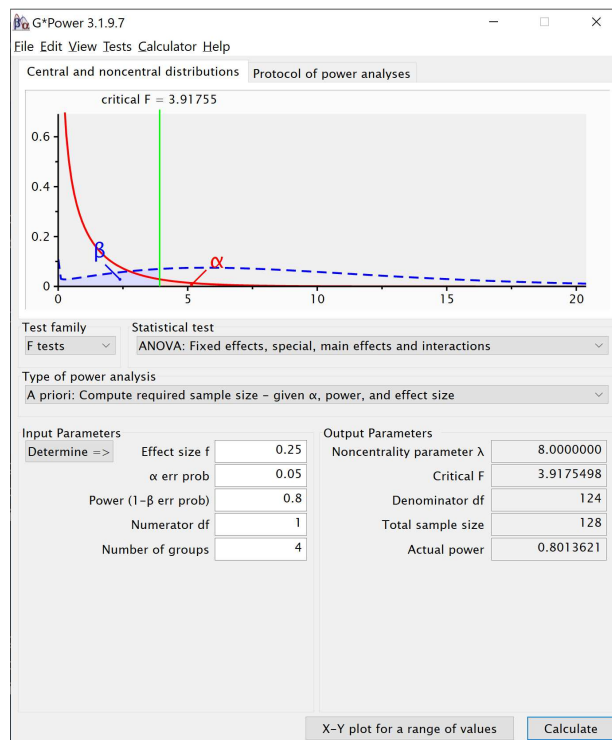 G*Power 3.1.9.7
File Edit View Tests Calculator Help
Central and noncentral distributions Protocol of power analyses
critical F = 3.91755
0.6
0.4
0.2
0
β
α
0 5 10 15 20
Test family Statistical test
F tests ANOVA: Fixed effects, special, main effects and interactions
Type of power analysis
A priori: Compute required sample size – given α, power, and effect size
Input Parameters Output Parameters
Determine => Effect size f 0.25 Noncentrality parameter λ 8.0000000
α err prob 0.05 Critical F 3.9175498
Power (1-β err prob) 0.8 Denominator df 124
Numerator df 1 Total sample size 128
Number of groups 4 Actual power 0.8013621
X-Y plot for a range of values Calculate